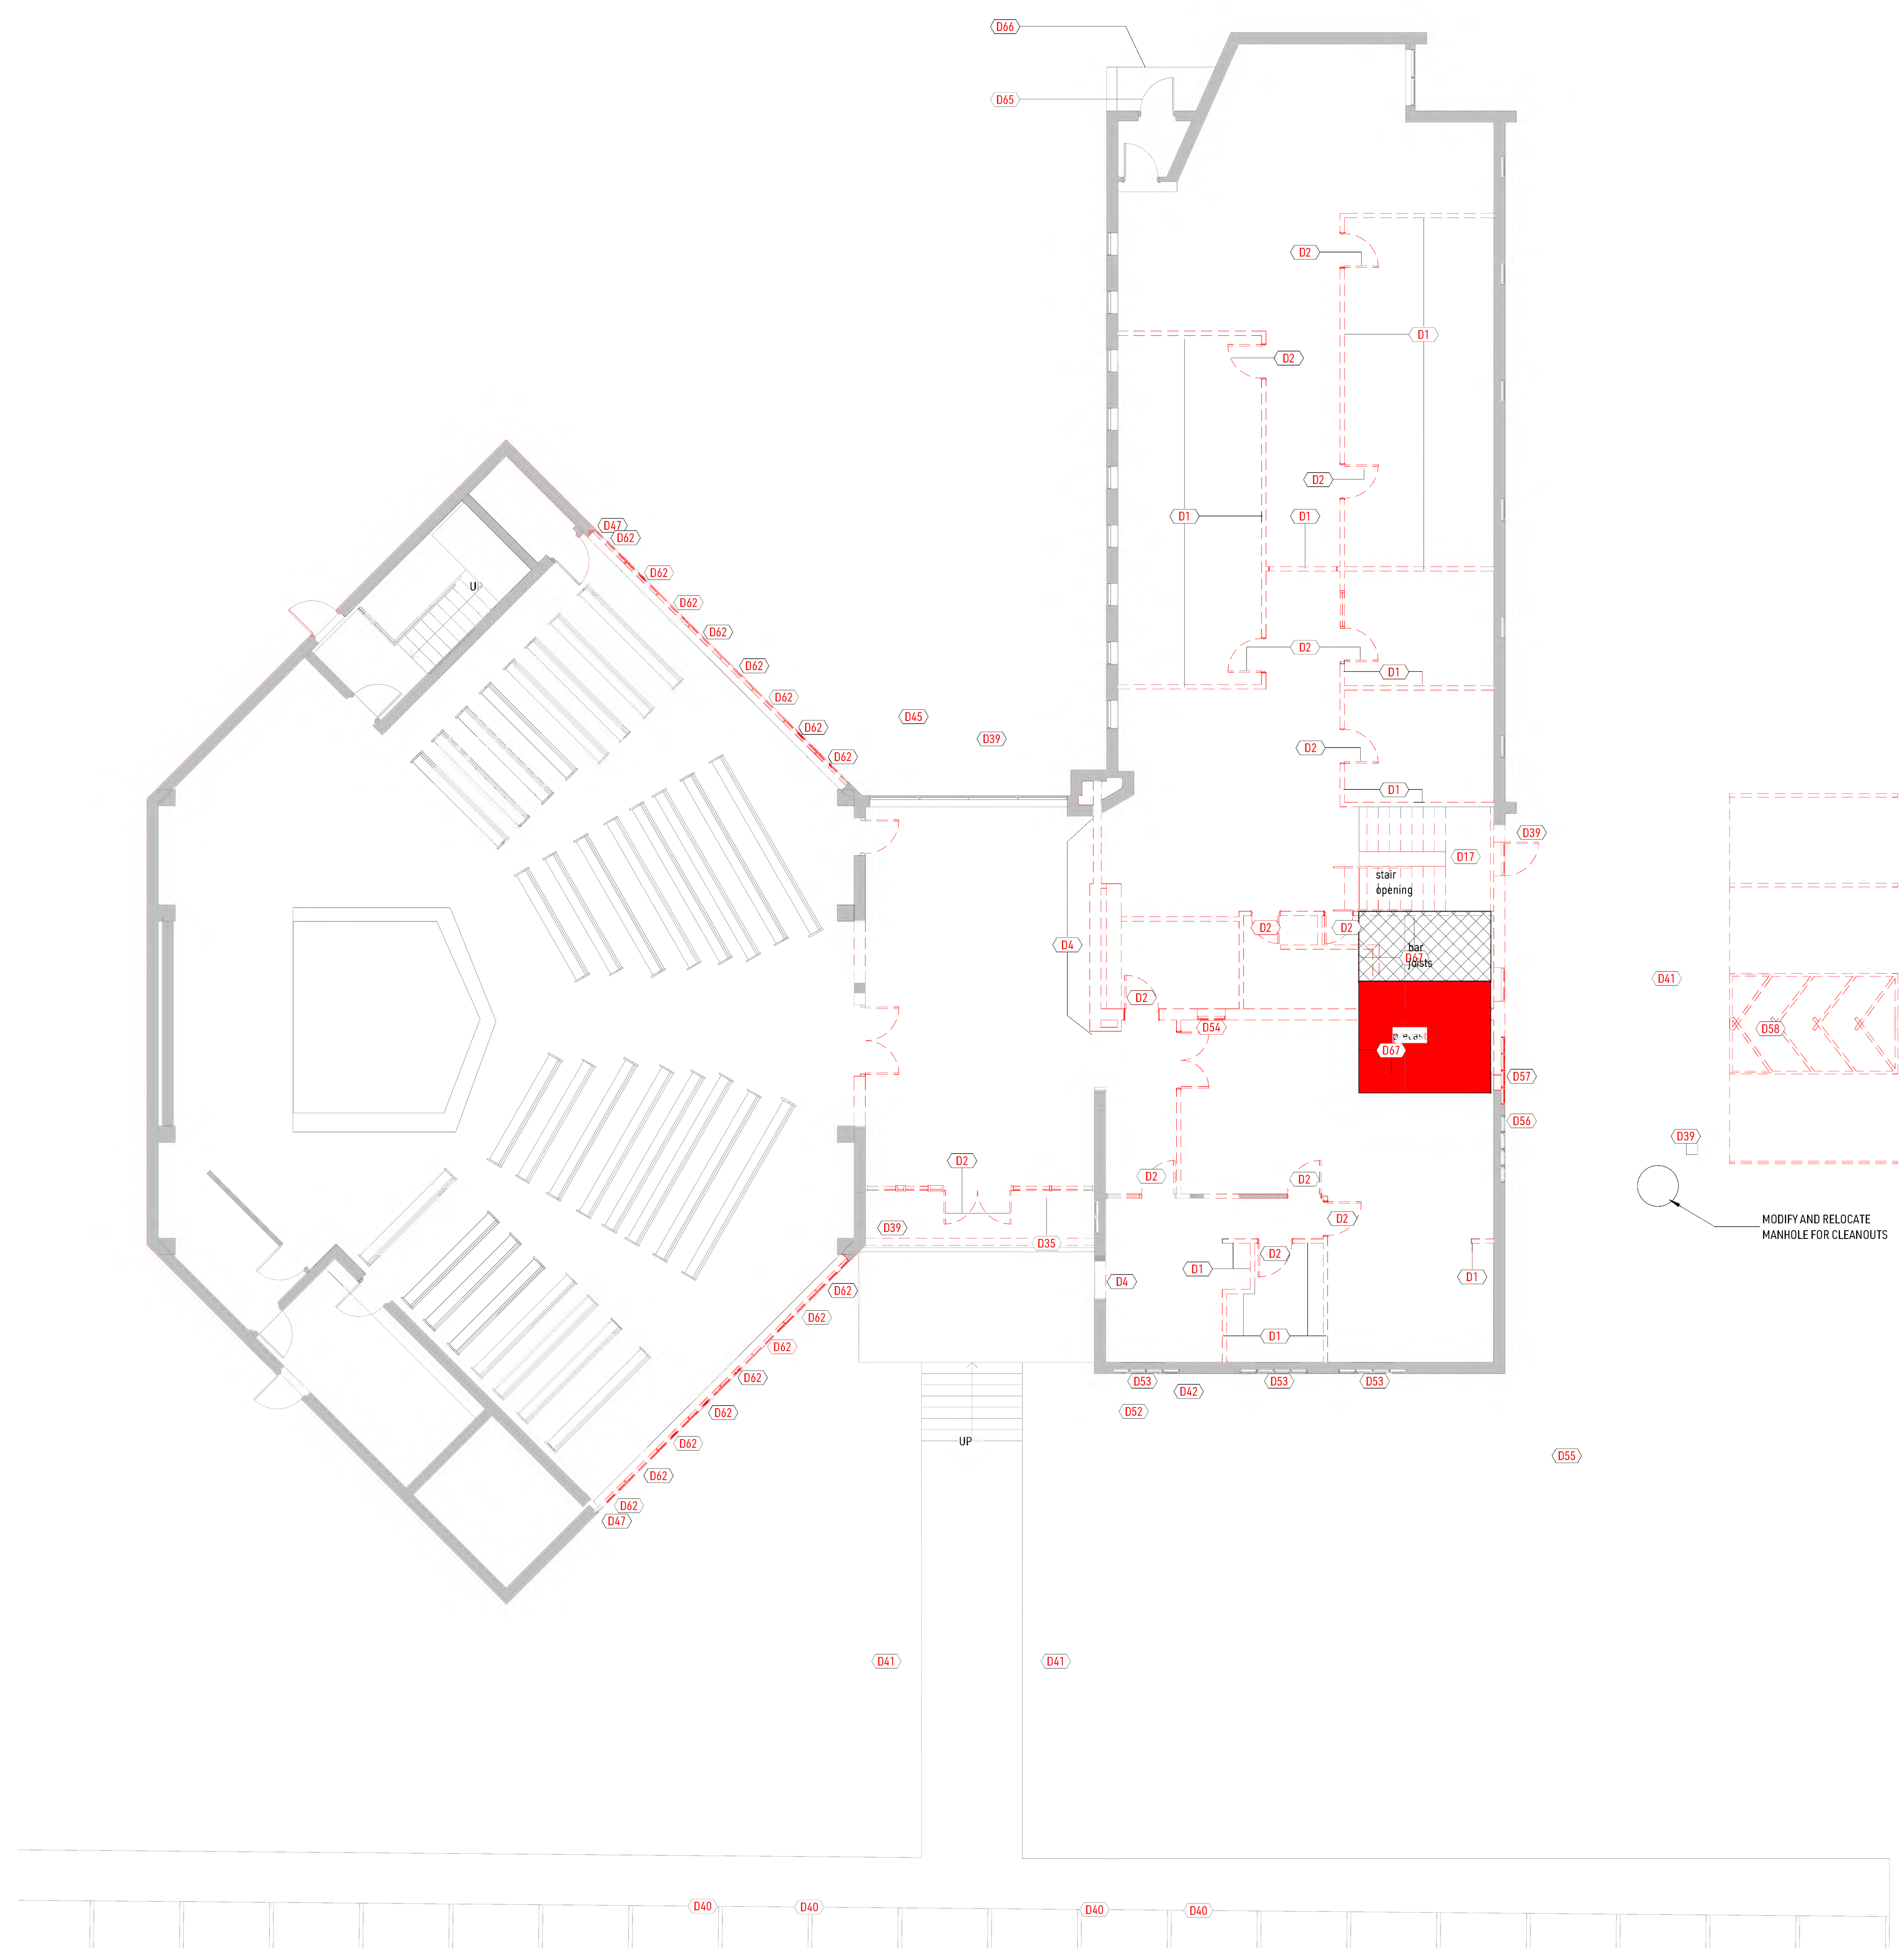 D66
D65
D2
D1
D2
D2
D1
D1
D47
D62
D62
UP
D62
D62
D2
D62
D1
D62
D45
D62
D39
D2
D62
D1
D39
D17
stair
opening
D2
D2
D4
bar
D67
joists
D41
D2
D54
D58
precast
D67
D57
D56
D39
D2
D2
D2
D2
D39
D35
MODIFY AND RELOCATE
MANHOLE FOR CLEANOUTS
D2
D1
D1
D4
D62
D62
D1
D62
D62
D53
D53
D53
D42
D62
D52
D62
UP
D55
D62
D62
D47
D41
D41
D40
D40
D40
D40